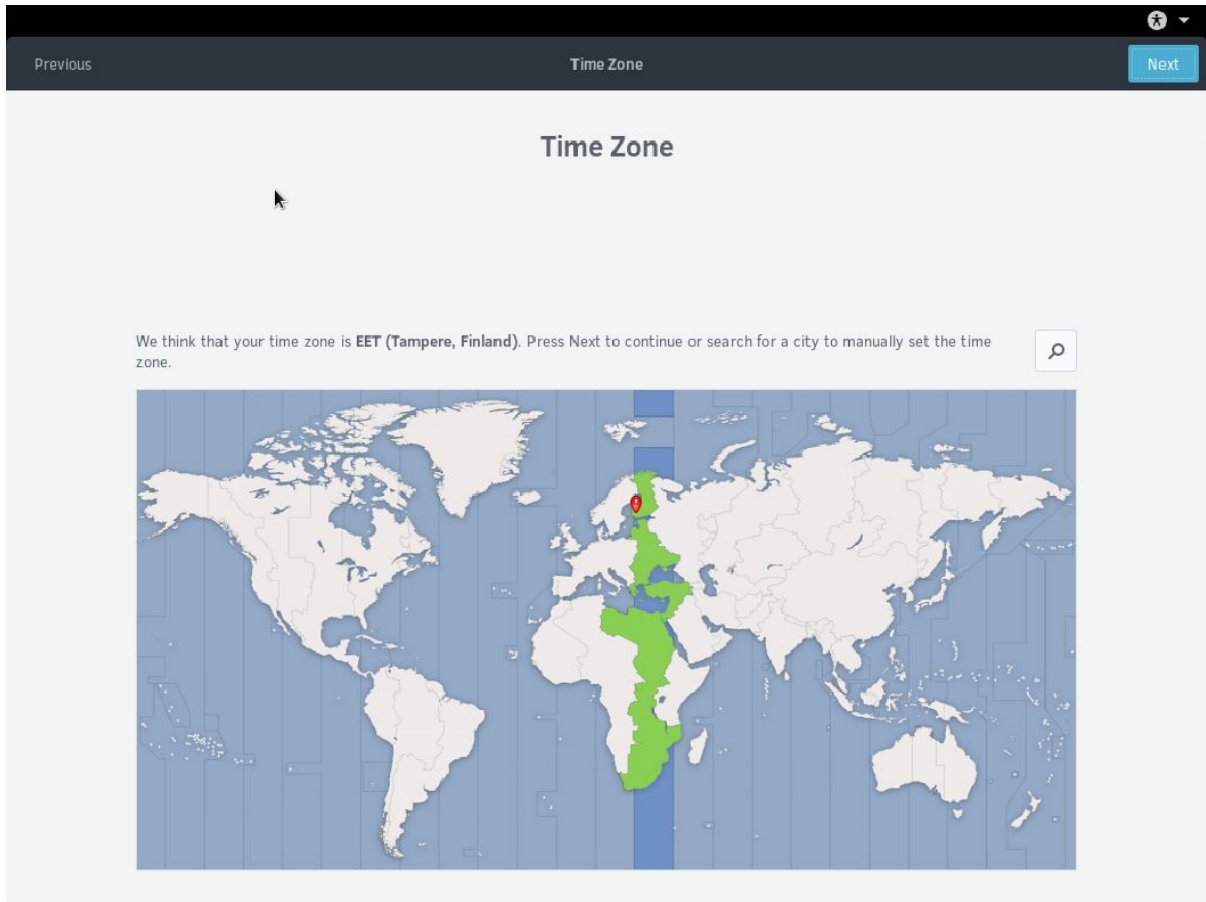 Previous
Time Zone
Next
Time Zone
We think that your time zone is EET (Tampere, Finland). Press Next to continue or search for a city to manually set the time
zone.